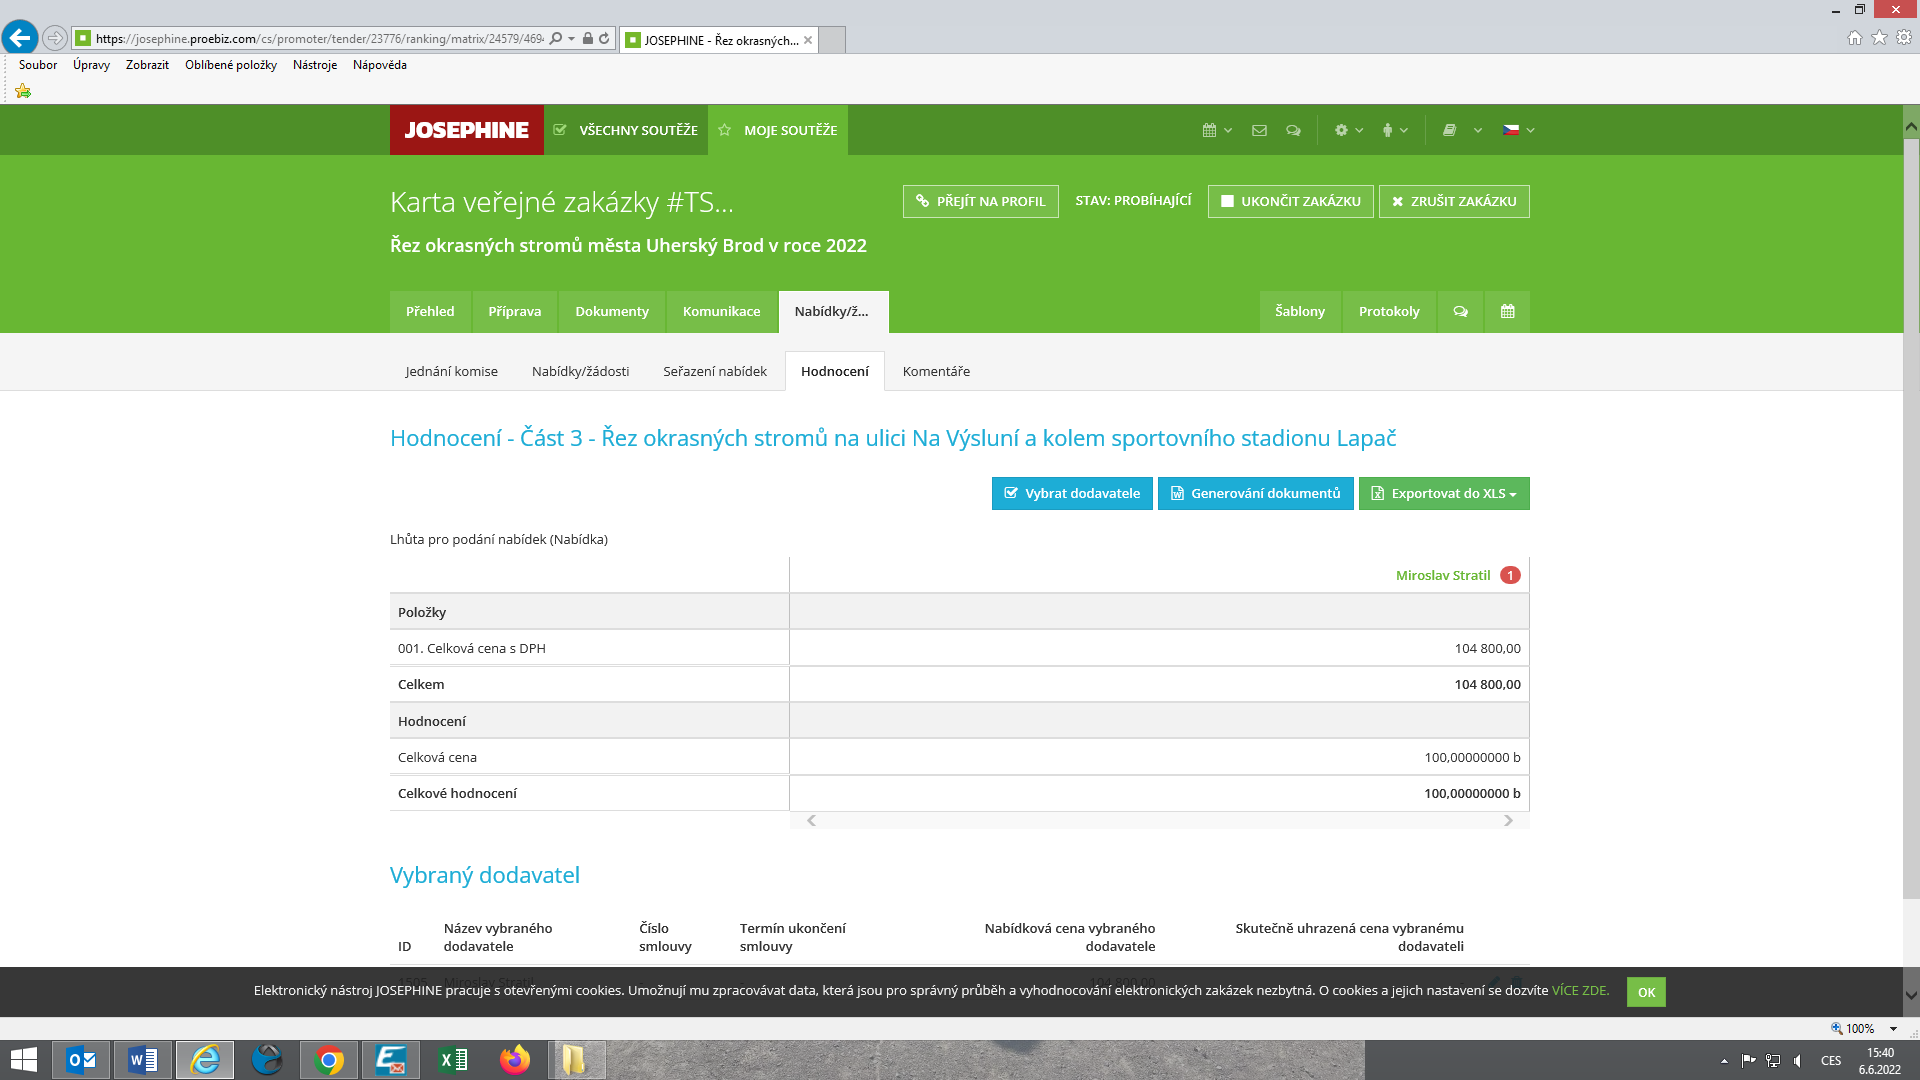 https://josephine.proebiz.com/cs/promoter/tender/23776/ranking/matrix/24579/469
JOSEPHINE - Řez okrasných...
Soubor Úpravy Zobrazit Oblíbené položky Nástroje Nápověda
JOSEPHINE VŠECHNY SOUTĚŽE MOJE SOUTĚŽE
Karta veřejné zakázky #TS...
PŘEJÍT NA PROFIL STAV: PROBÍHAJÍCÍ UKONČIT ZAKÁZKU ZRUŠIT ZAKÁZKU
Řez okrasných stromů města Uherský Brod v roce 2022
Přehled Příprava Dokumenty Komunikace Nabídky/ž... Šablony Protokoly
Jednání komise Nabídky/žádosti Seřazení nabídek Hodnocení Komentáře
Hodnocení - Část 3 - Řez okrasných stromů na ulici Na Výsluní a kolem sportovního stadionu Lapač
Vybrat dodavatele Generování dokumentů Exportovat do XLS
Lhůta pro podání nabídek (Nabídka)
Miroslav Stratil 1
Položky
001. Celková cena s DPH 104 800,00
Celkem 104 800,00
Hodnocení
Celková cena 100,00000000 b
Celkové hodnocení 100,00000000 b
Vybraný dodavatel
ID Název vybraného dodavatele Číslo smlouvy Termín ukončení smlouvy Nabídková cena vybraného dodavatele Skutečně uhrazená cena vybranému dodavateli
Elektronický nástroj JOSEPHINE pracuje s otevřenými cookies. Umožnují mu zpracovávat data, která jsou pro správný průběh a vyhodnocování elektronických zakázek nezbytná. O cookies a jejich nastavení se dozvíte VÍCE ZDE. OK
100%
CES 15:40
6.6.2022